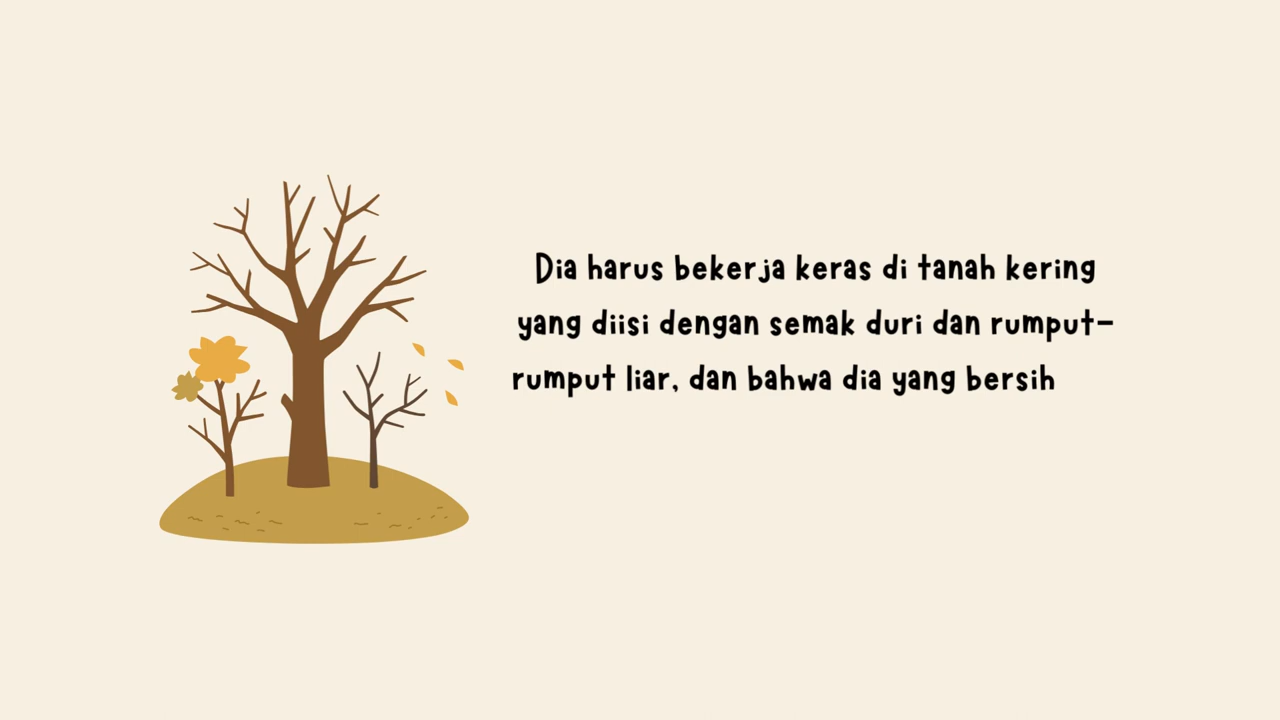 Dia harus bekerja keras di tanah kering
yang diisi dengan semak duri dan rumput-
rumput liar, dan bahwa dia yang bersih